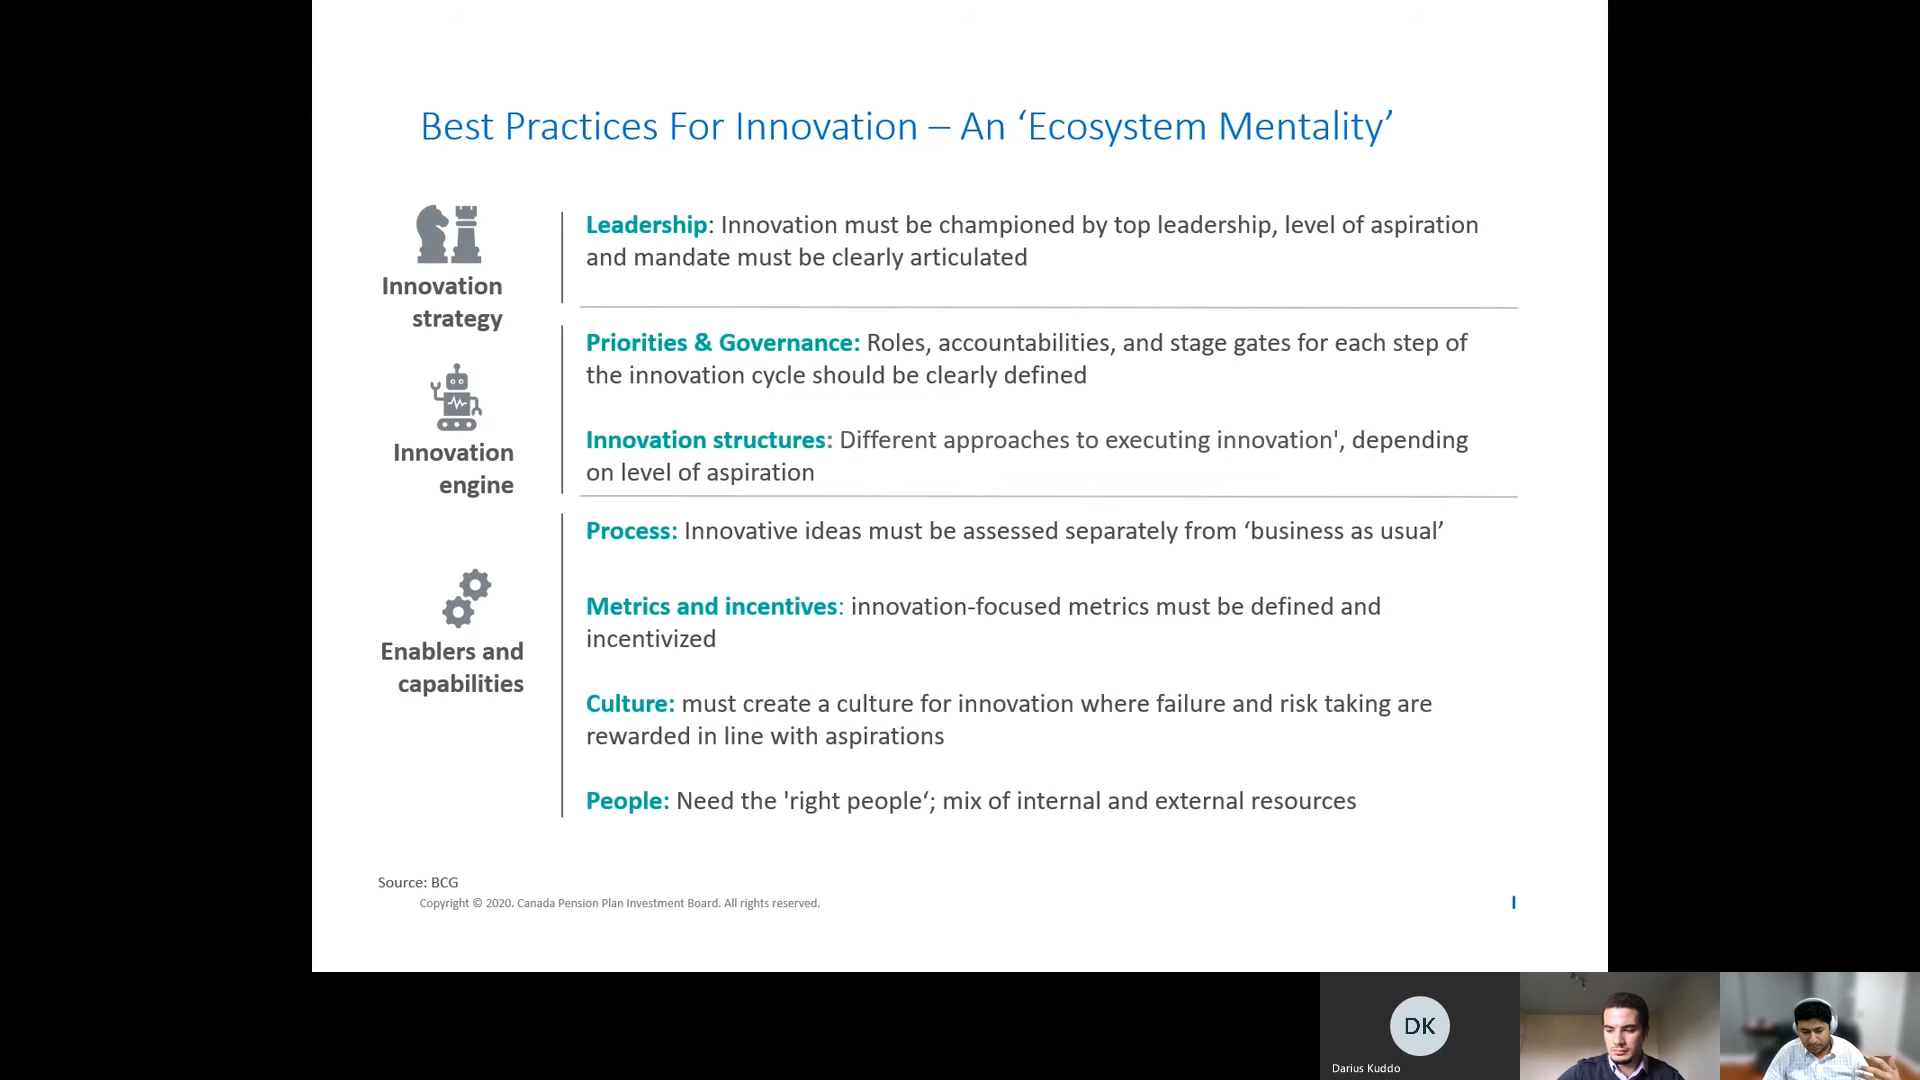 Best Practices For Innovation – An ‘Ecosystem Mentality’
Innovation
strategy
Leadership: Innovation must be championed by top leadership, level of aspiration
and mandate must be clearly articulated
Innovation
engine
Priorities & Governance: Roles, accountabilities, and stage gates for each step of
the innovation cycle should be clearly defined
Innovation structures: Different approaches to executing innovation', depending
on level of aspiration
Enablers and
capabilities
Process: Innovative ideas must be assessed separately from ‘business as usual’
Metrics and incentives: innovation-focused metrics must be defined and
incentivized
Culture: must create a culture for innovation where failure and risk taking are
rewarded in line with aspirations
People: Need the 'right people‘; mix of internal and external resources
Source: BCG
Copyright © 2020. Canada Pension Plan Investment Board. All rights reserved.
DK
Darius Kuddo